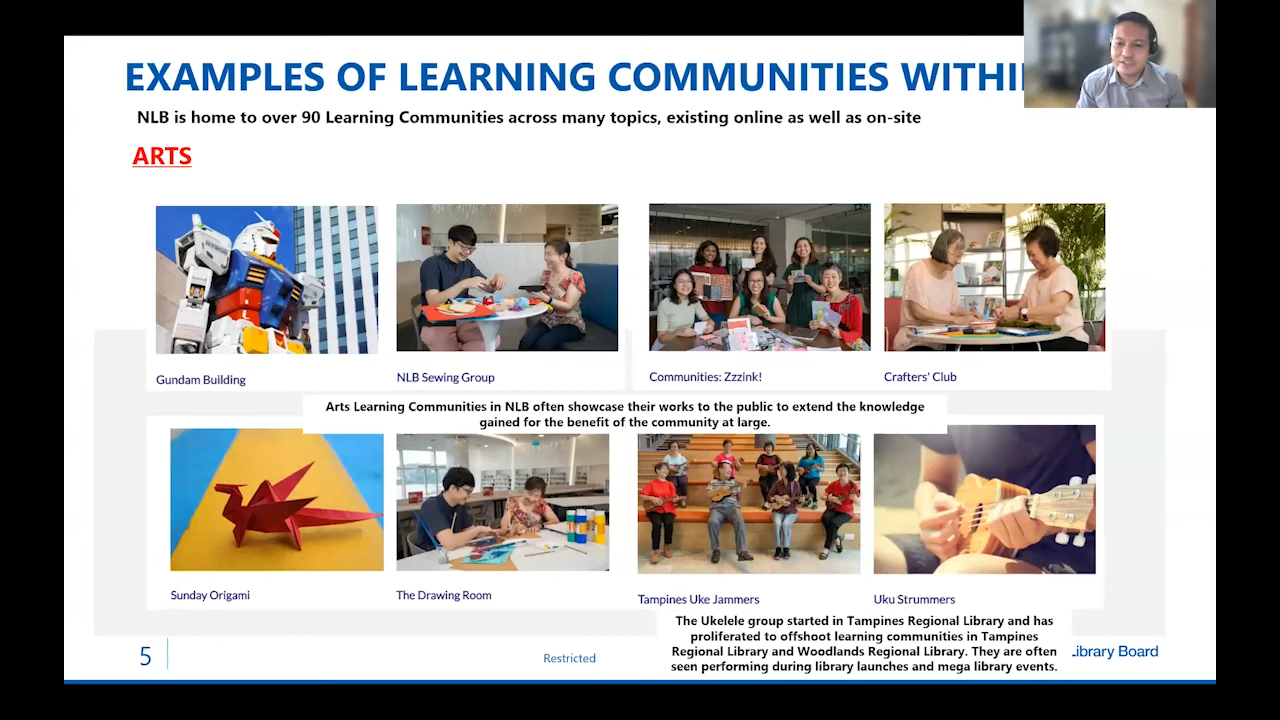 EXAMPLES OF LEARNING COMMUNITIES WITHI
NLB is home to over 90 Learning Communities across many topics, existing online as well as on-site
ARTS
Gundam Building
NLB Sewing Group
Communities: Zzzink!
Crafters' Club
Arts Learning Communities in NLB often showcase their works to the public to extend the knowledge
gained for the benefit of the community at large.
Sunday Origami
The Drawing Room
Tampines Uke Jammers
Uku Strummers
The Ukelele group started in Tampines Regional Library and has
proliferated to offshoot learning communities in Tampines
Regional Library and Woodlands Regional Library. They are often
seen performing during library launches and mega library events.
5
Restricted
Library Board